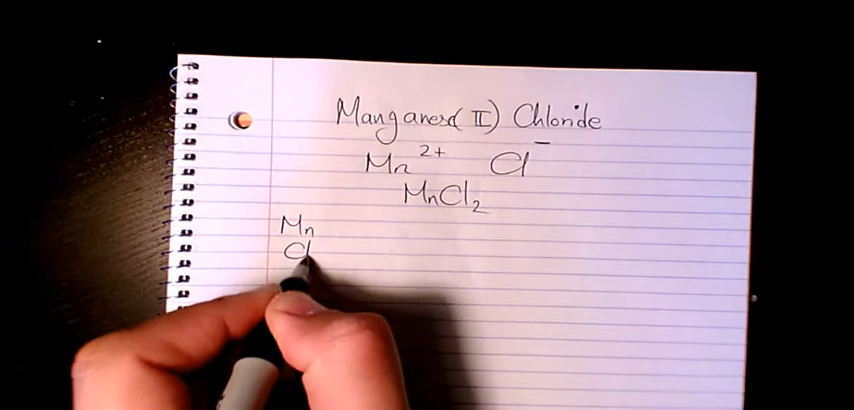 Manganese(II) Chloride
Mn²⁺ Cl⁻
MnCl₂
Mn
Cl